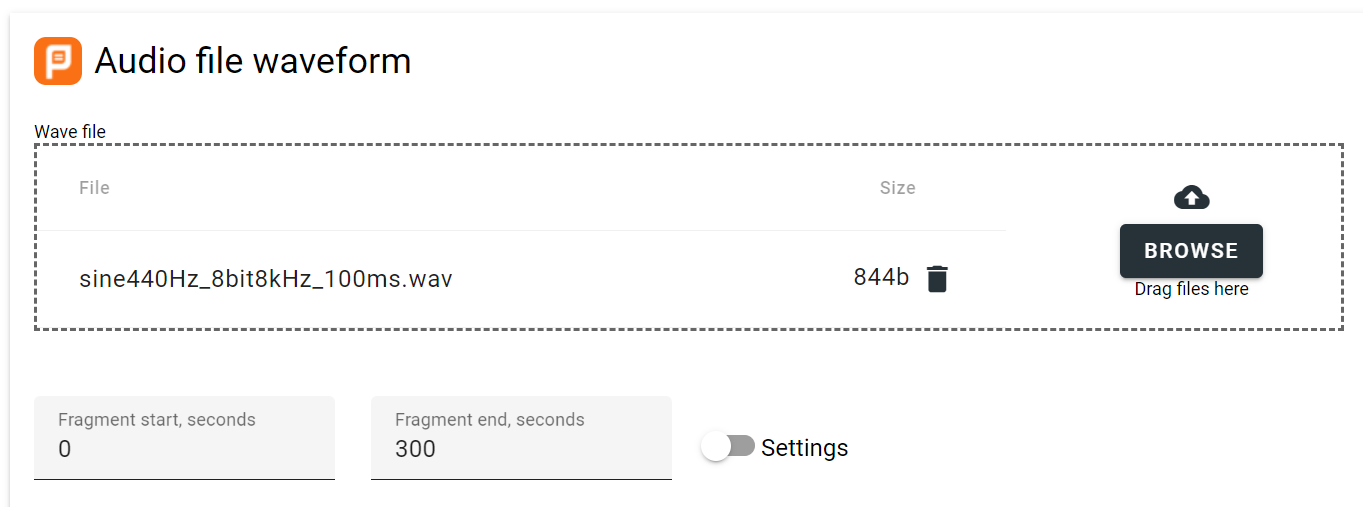 Audio file waveform
Wave file
File Size
sine440Hz_8bit8kHz_100ms.wav 844b
BROWSE
Drag files here
Fragment start, seconds Fragment end, seconds
0 300 Settings